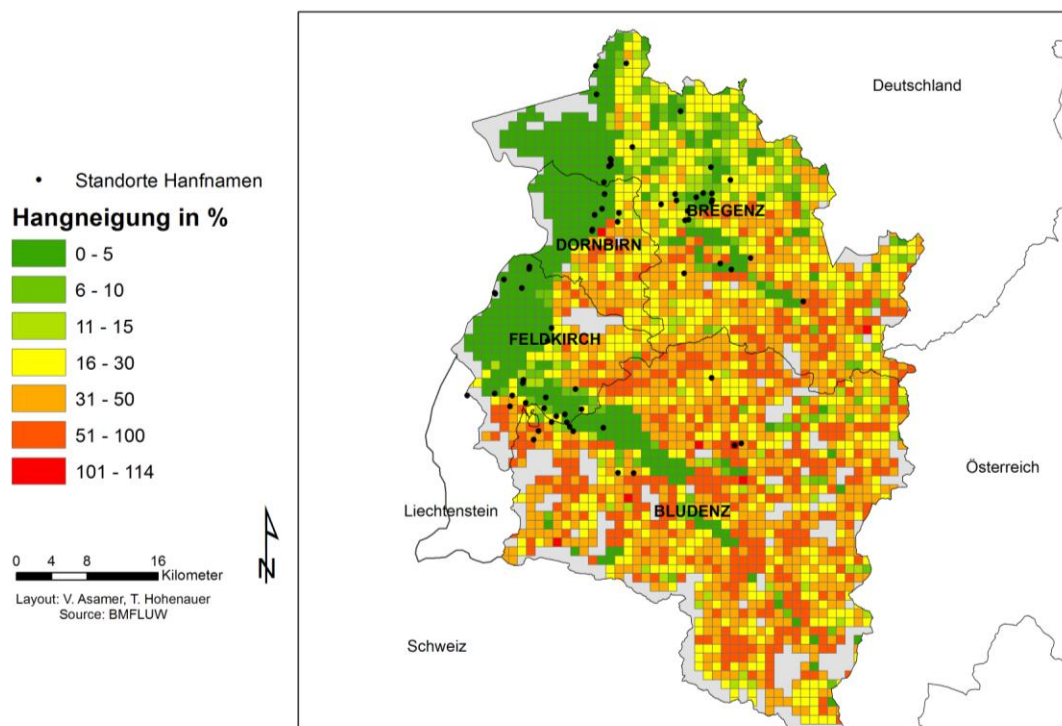 Standorte Hanfnamen
Hangneigung in %
0 - 5
6 - 10
11 - 15
16 - 30
31 - 50
51 - 100
101 - 114
0 4 8 16
Kilometer
Layout: V. Asamer, T. Hohenauer
Source: BMFLUW
N
Deutschland
BREGENZ
DORNBIRN
FELDKIRCH
Österreich
Liechtenstein
BLUDENZ
Schweiz